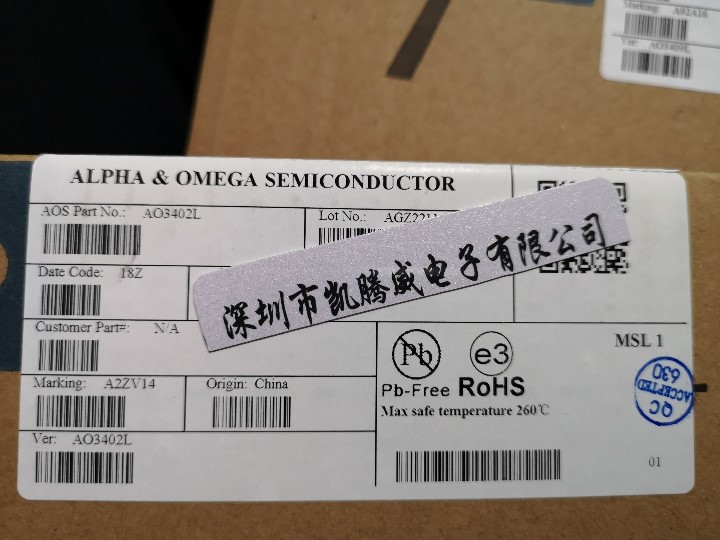 Marking: A92A16
Ver: AO3409L
ALPHA & OMEGA SEMICONDUCTOR
AOS Part No.: AO3402L
Lot No.: AGZ221
深圳市凯腾威电子有限公司
Date Code: 18Z
Customer Part#: N/A
Marking: A2ZV14
Origin: China
Ver: AO3402L
Pb
e3
MSL 1
Pb-Free RoHS
Max safe temperature 260℃
QC
ACCEPTED
630
01